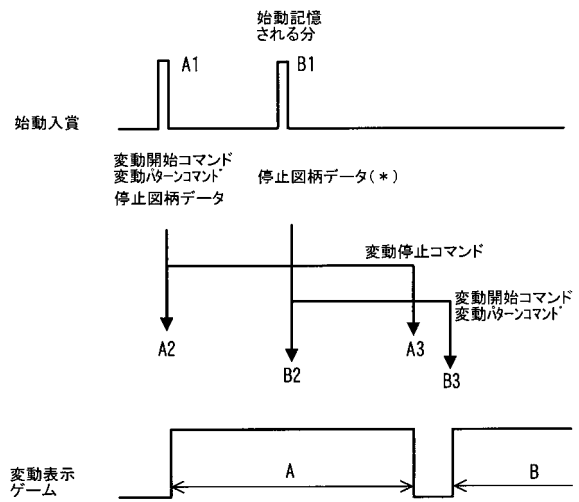 始動記憶
される分
A1
B1
始動入賞
変動開始コマンド
変動パターンコマンド
停止図柄データ
停止図柄データ(*)
変動停止コマンド
変動開始コマンド
変動パターンコマンド
A2
A3
B2
B3
変動表示
ゲーム
A
B